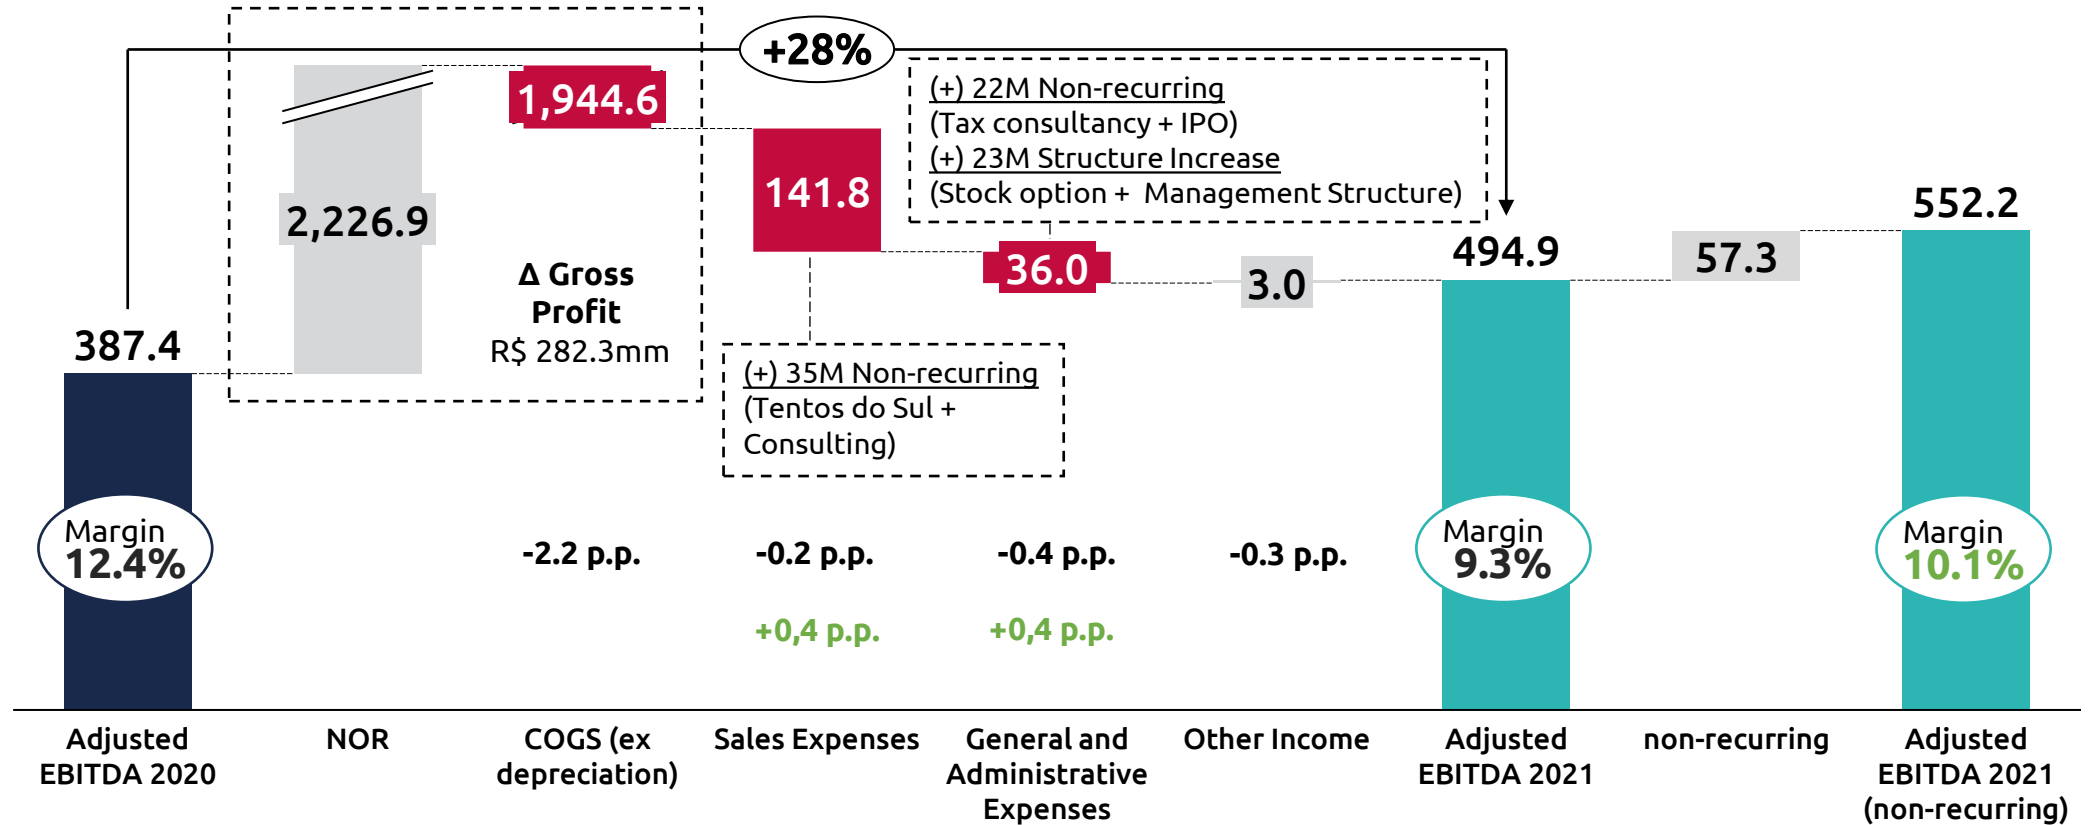 +28%
(+) 22M Non-recurring
(Tax consultancy + IPO)
(+) 23M Structure Increase
(Stock option + Management Structure)
387.4
2,226.9
1,944.6
Δ Gross
Profit
R$ 282.3mm
141.8
(+) 35M Non-recurring
(Tentos do Sul +
Consulting)
36.0
3.0
494.9
57.3
552.2
Margin
12.4%
-2.2 p.p.
-0.2 p.p.
-0.4 p.p.
-0.3 p.p.
Margin
9.3%
Margin
10.1%
+0,4 p.p.
+0,4 p.p.
Adjusted
EBITDA 2020
NOR
COGS (ex
depreciation)
Sales Expenses
General and
Administrative
Expenses
Other Income
Adjusted
EBITDA 2021
non-recurring
Adjusted
EBITDA 2021
(non-recurring)